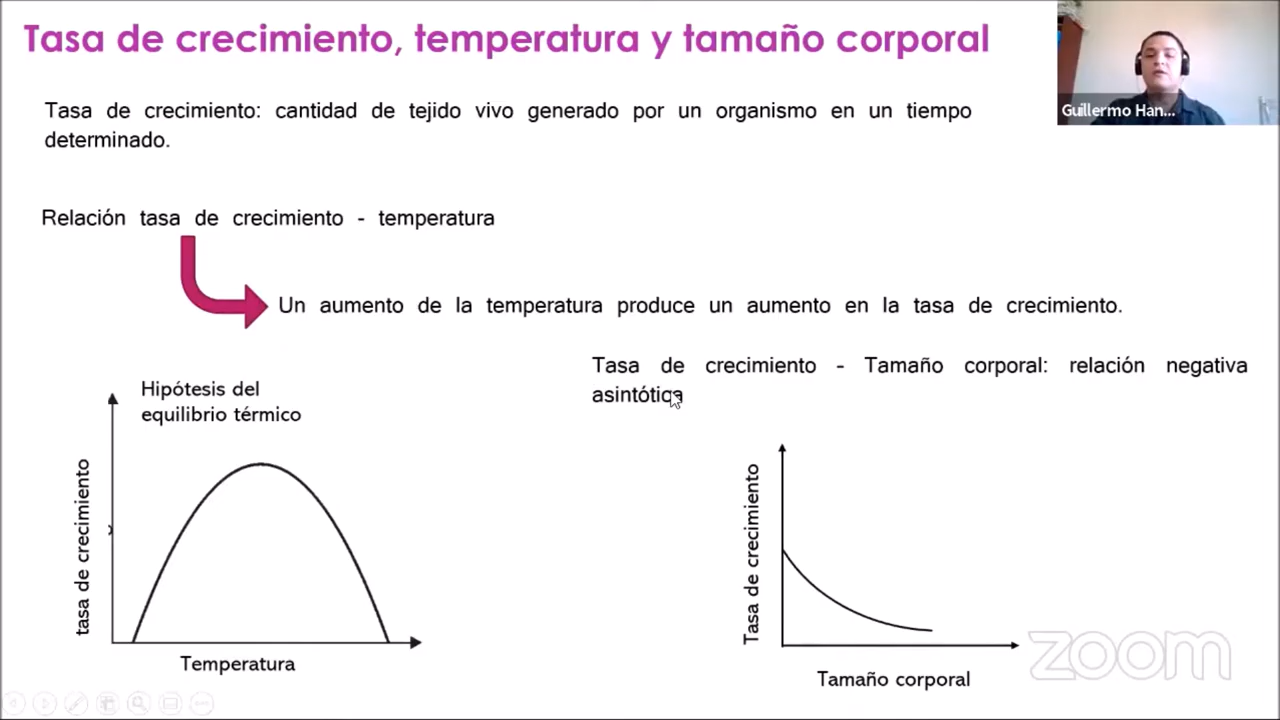 Tasa de crecimiento, temperatura y tamaño corporal
Guillermo Han...
Tasa de crecimiento: cantidad de tejido vivo generado por un organismo en un tiempo
determinado.
Relación tasa de crecimiento - temperatura
Un aumento de la temperatura produce un aumento en la tasa de crecimiento.
Tasa de crecimiento - Tamaño corporal: relación negativa
asintótica
Hipótesis del
equilibrio térmico
tasa de crecimiento
Temperatura
Tasa de crecimiento
Tamaño corporal
zoom